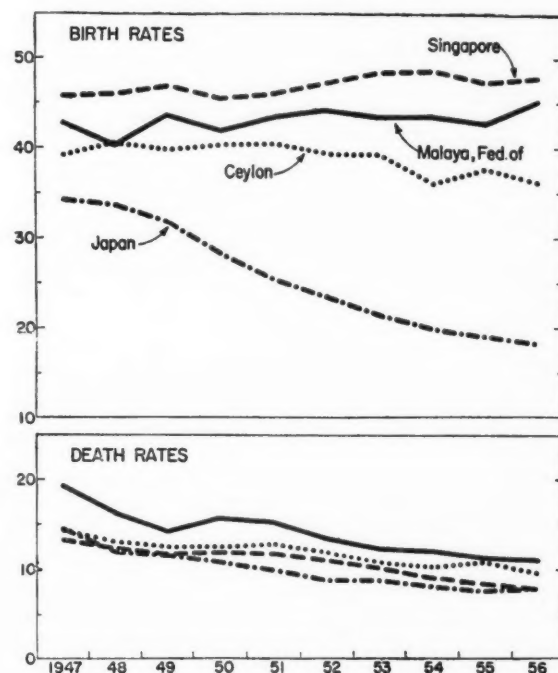 BIRTH RATES
Singapore
50
Malaya, Fed. of
40
Ceylon
Japan
30
20
10
DEATH RATES
20
10
0
1947 48 49 50 51 52 53 54 55 56